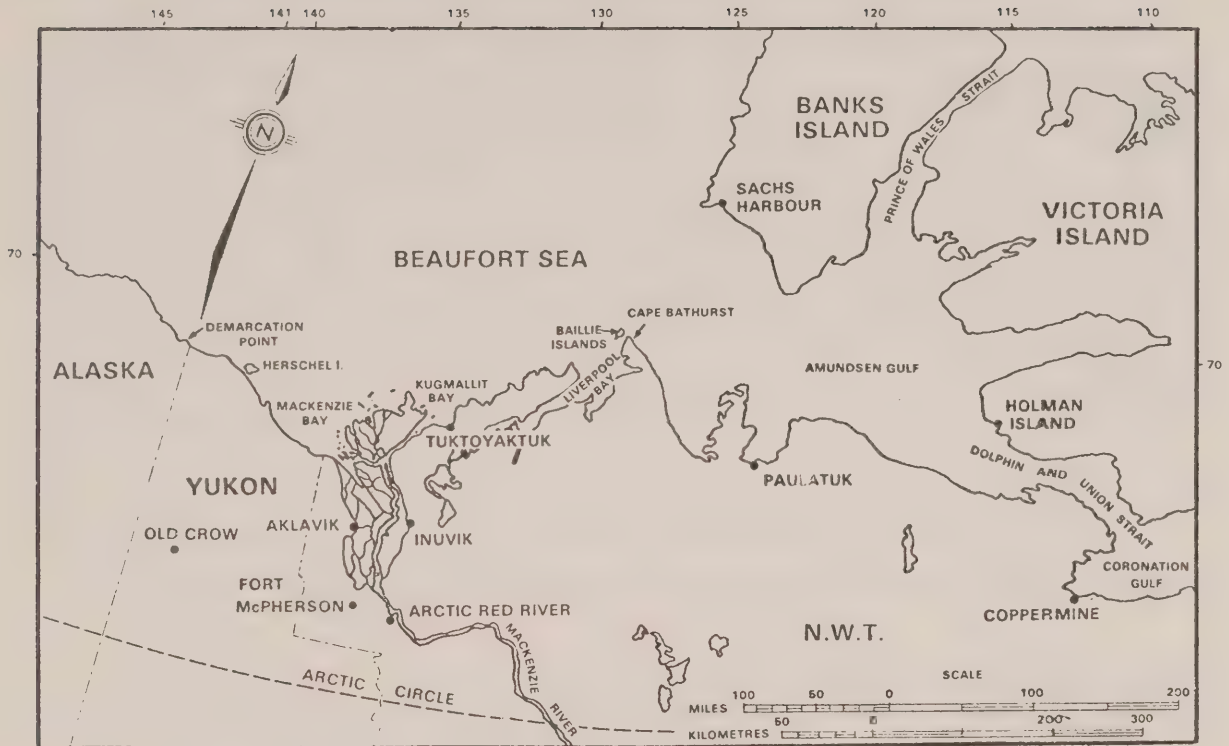 145 141 140 135 130 125 120 115 110
N
BANKS
ISLAND
PRINCE OF WALES STRAIT
SACHS
HARBOUR
VICTORIA
ISLAND
70
BEAUFORT SEA
DEMARCATION
POINT
BAILLIE
ISLANDS
CAPE BATHURST
ALASKA
HERSCHEL I.
LIVERPOOL
BAY
AMUNDSEN GULF
70
KUGMALLIT
BAY
MACKENZIE
BAY
HOLMAN
ISLAND
TUKTOYAKTUK
DOLPHIN AND UNION STRAIT
PAULATUK
YUKON
AKLAVIK
INUVIK
OLD CROW
CORONATION
GULF
FORT
McPHERSON
ARCTIC RED RIVER
COPPERMINE
N.W.T.
MACKENZIE
RIVER
ARCTIC CIRCLE
SCALE
MILES 100 50 0 100 200
KILOMETRES 50 0 200 300